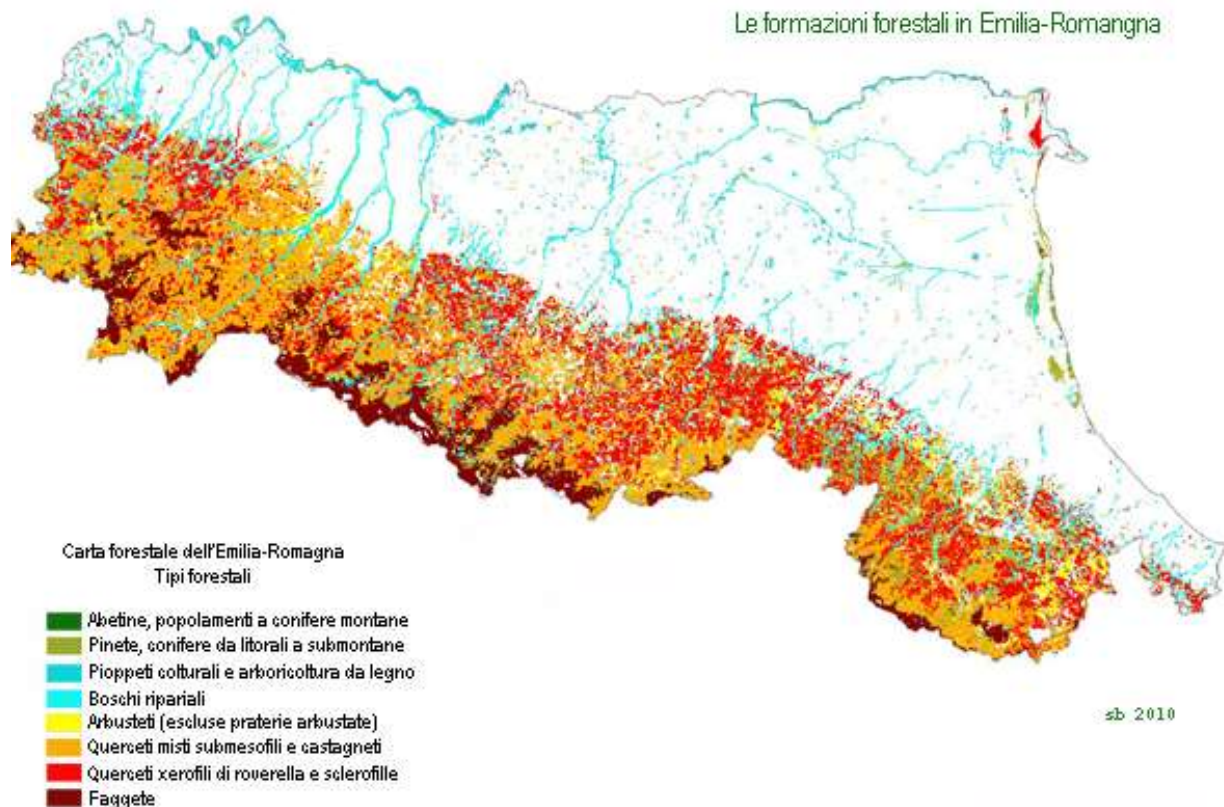 Le formazioni forestali in Emilia-Romangna
Carta forestale dell'Emilia-Romagna
Tipi forestali
Abetine, popolamenti a conifere montane
Pinete, conifere da litorali a submontane
Pioppeti colturali e arboricoltura da legno
Boschi ripariali
Arbusteti (escluse praterie arbustate)
Querceti misti submesofili e castagneti
Querceti xerofili di roverella e sclerofille
Faggete
sb 2010